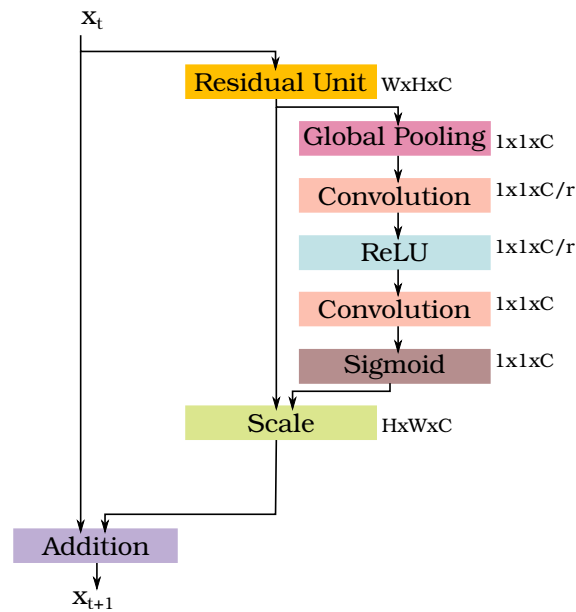 x_t
Residual Unit WxHxC
Global Pooling 1x1xC
Convolution 1x1xC/r
ReLU 1x1xC/r
Convolution 1x1xC
Sigmoid 1x1xC
Scale HxWxC
Addition
x_{t+1}